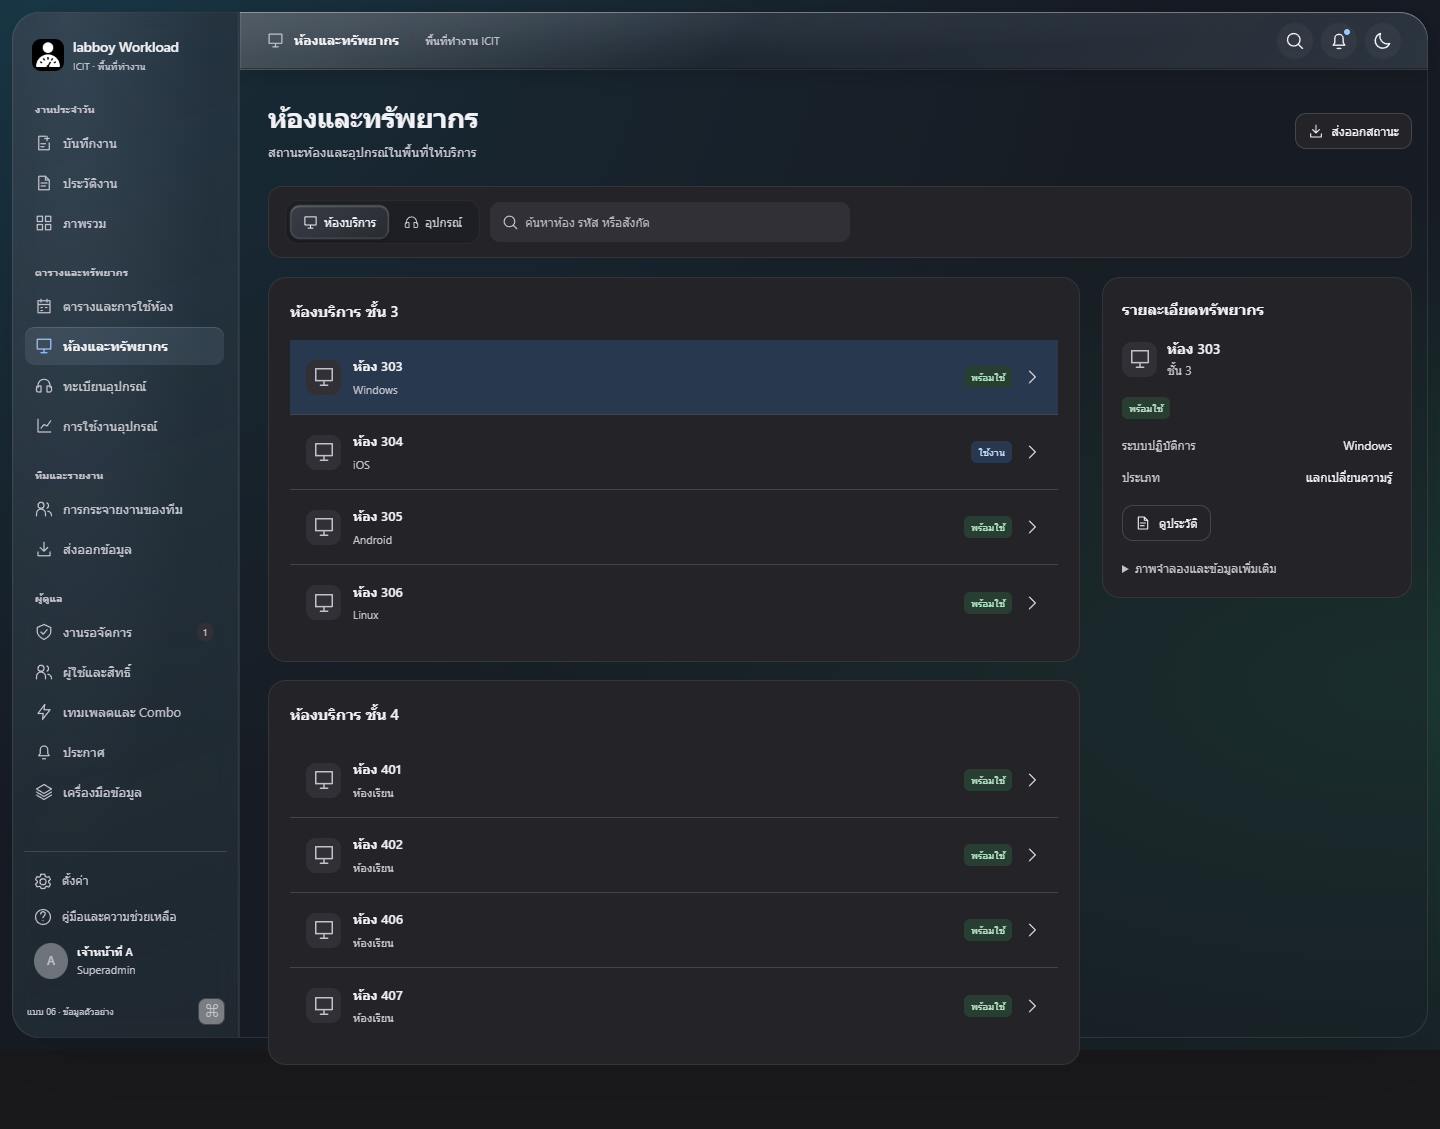 labboy Workload
ICIT · พื้นที่ทำงาน
งานประจำวัน
บันทึกงาน
ประวัติงาน
ภาพรวม
ตารางและทรัพยากร
ตารางและการใช้ห้อง
ห้องและทรัพยากร
ทะเบียนอุปกรณ์
การใช้งานอุปกรณ์
ทีมและรายงาน
การกระจายงานของทีม
ส่งออกข้อมูล
ผู้ดูแล
งานรอจัดการ 1
ผู้ใช้และสิทธิ์
เทมเพลตและ Combo
ประกาศ
เครื่องมือข้อมูล
ตั้งค่า
คู่มือและความช่วยเหลือ
A
เจ้าหน้าที่ A
Superadmin
แบบ 06 · ข้อมูลตัวอย่าง ⌘
ห้องและทรัพยากร พื้นที่ทำงาน ICIT
ห้องและทรัพยากร
สถานะห้องและอุปกรณ์ในพื้นที่ให้บริการ
ส่งออกสถานะ
ห้องบริการ อุปกรณ์ ค้นหาห้อง รหัส หรือสังกัด
ห้องบริการ ชั้น 3
ห้อง 303
Windows
พร้อมใช้
ห้อง 304
iOS
ใช้งาน
ห้อง 305
Android
พร้อมใช้
ห้อง 306
Linux
พร้อมใช้
ห้องบริการ ชั้น 4
ห้อง 401
ห้องเรียน
พร้อมใช้
ห้อง 402
ห้องเรียน
พร้อมใช้
ห้อง 406
ห้องเรียน
พร้อมใช้
ห้อง 407
ห้องเรียน
พร้อมใช้
รายละเอียดทรัพยากร
ห้อง 303
ชั้น 3
พร้อมใช้
ระบบปฏิบัติการ Windows
ประเภท แลกเปลี่ยนความรู้
ดูประวัติ
ภาพจำลองและข้อมูลเพิ่มเติม